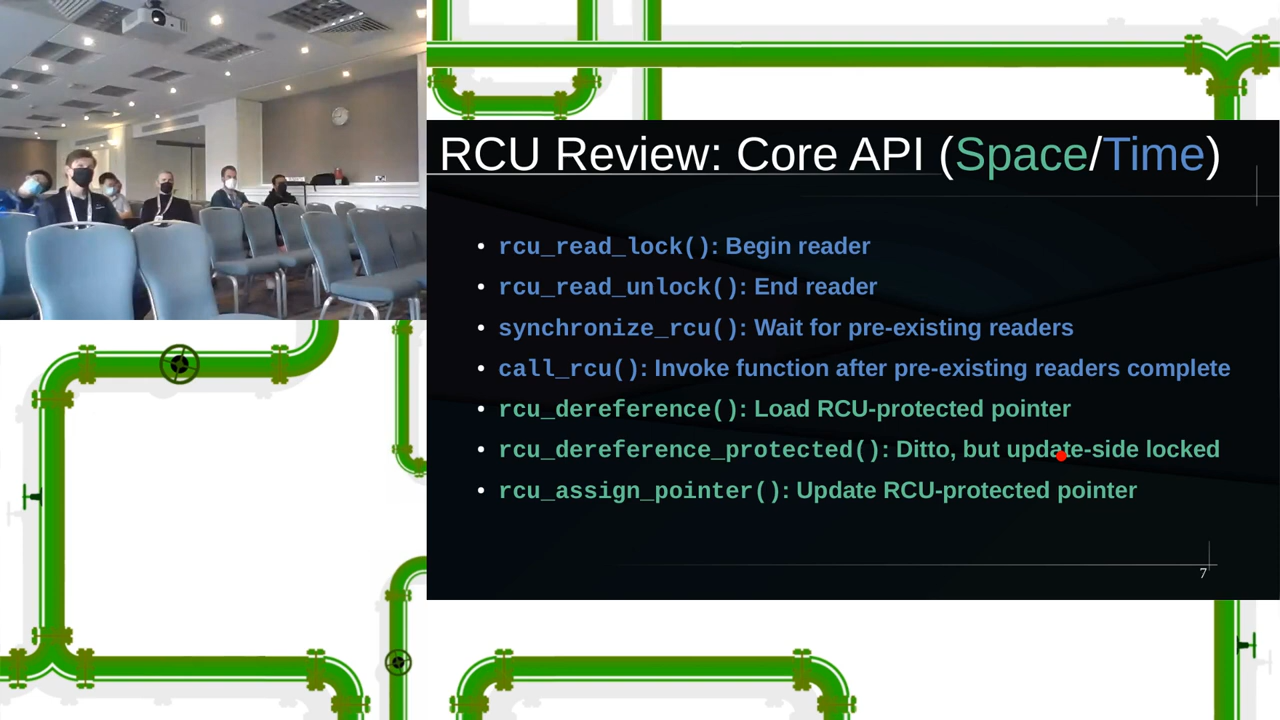 RCU Review: Core API (Space/Time)
• rcu_read_lock(): Begin reader
• rcu_read_unlock(): End reader
• synchronize_rcu(): Wait for pre-existing readers
• call_rcu(): Invoke function after pre-existing readers complete
• rcu_dereference(): Load RCU-protected pointer
• rcu_dereference_protected(): Ditto, but update-side locked
• rcu_assign_pointer(): Update RCU-protected pointer
7